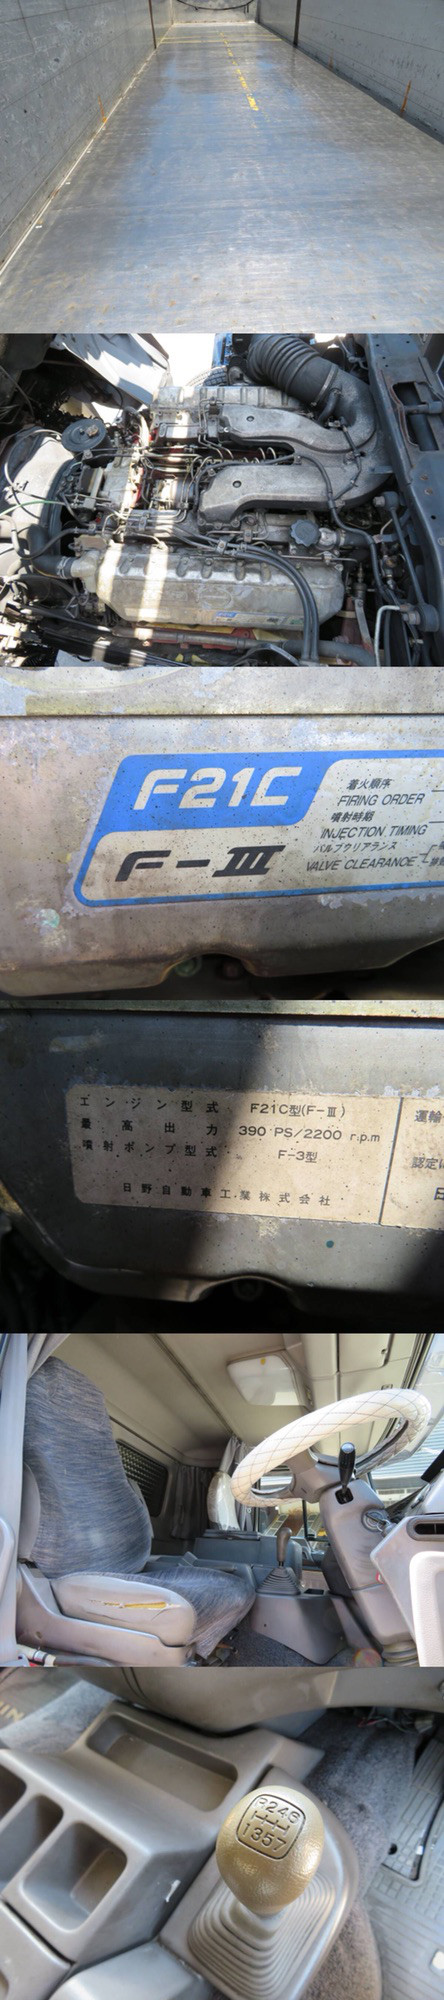 F21C
F-III
着火順序
FIRING ORDER
噴射時期
INJECTION TIMING
バルブクリアランス
VALVE CLEARANCE
エンジン型式 F21C型(F-III)
最高出力 390 PS/2200 r.p.m
噴射ポンプ型式 F-3型
日野自動車工業株式会社
運輸
認定
R246
1357